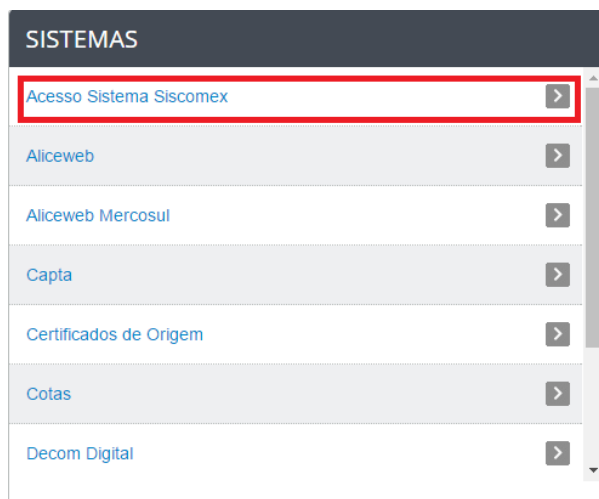 SISTEMAS
Acesso Sistema Siscomex
Aliceweb
Aliceweb Mercosul
Capta
Certificados de Origem
Cotas
Decom Digital